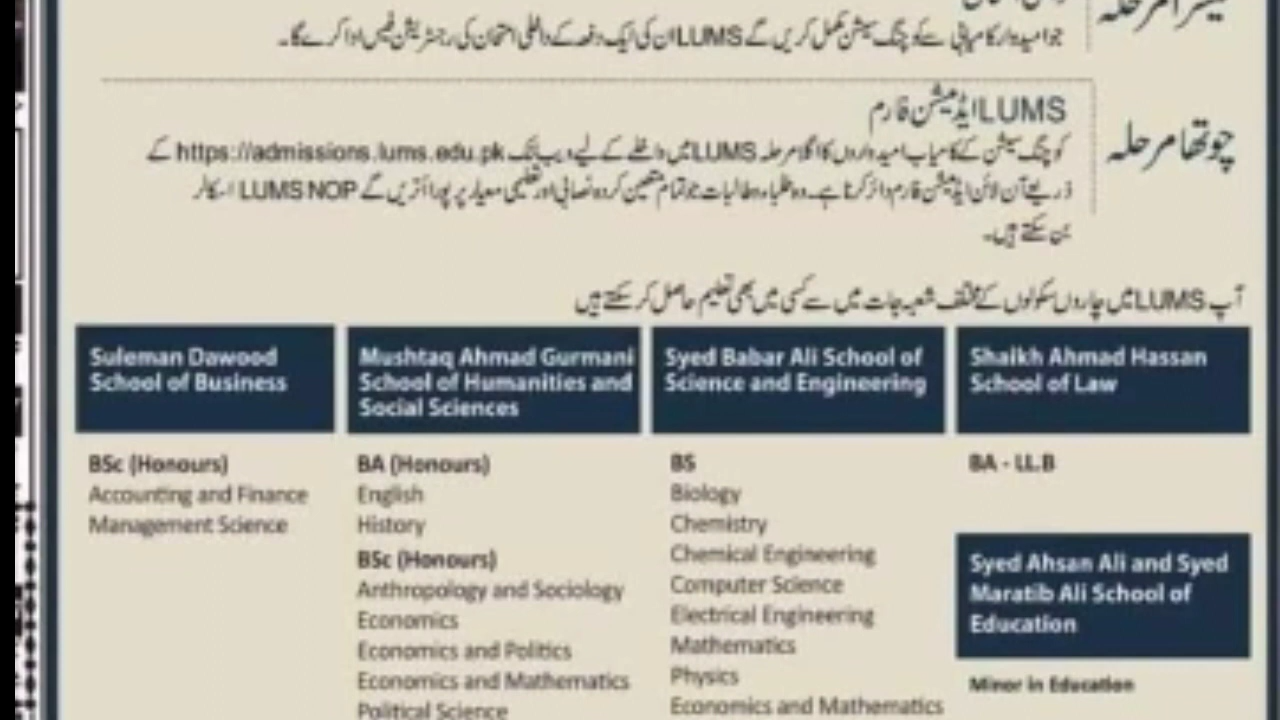 جو امیدوار کامیابی سے کوچنگ سیشن مکمل کریں گے LUMS ان کی ایک دفعہ کے داخلی امتحان کی رجسٹریشن فیس ادا کرے گا۔
چوتھا مرحلہ
LUMS ایڈمیشن فارم
کوچنگ سیشن کے کامیاب امیدواروں کا اگلا مرحلہ LUMS میں داخلے کے لیے ویب لنک https://admissions.lums.edu.pk کے
ذریعے آن لائن ایڈمیشن فارم دائر کرنا ہے۔ وہ طلباء و طالبات جو تمام متعین کردہ نصابی اور تعلیمی معیار پر پورا اتریں گے LUMS NOP اسکالر
بن سکتے ہیں۔
آپ LUMS میں چاروں سکولوں کے مختلف شعبہ جات میں سے کسی میں بھی تعلیم حاصل کر سکتے ہیں
Suleman Dawood
School of Business
BSc (Honours)
Accounting and Finance
Management Science
Mushtaq Ahmad Gurmani
School of Humanities and
Social Sciences
BA (Honours)
English
History
BSc (Honours)
Anthropology and Sociology
Economics
Economics and Politics
Economics and Mathematics
Political Science
Syed Babar Ali School of
Science and Engineering
BS
Biology
Chemistry
Chemical Engineering
Computer Science
Electrical Engineering
Mathematics
Physics
Economics and Mathematics
Shaikh Ahmad Hassan
School of Law
BA - LL.B
Syed Ahsan Ali and Syed
Maratib Ali School of
Education
Minor in Education